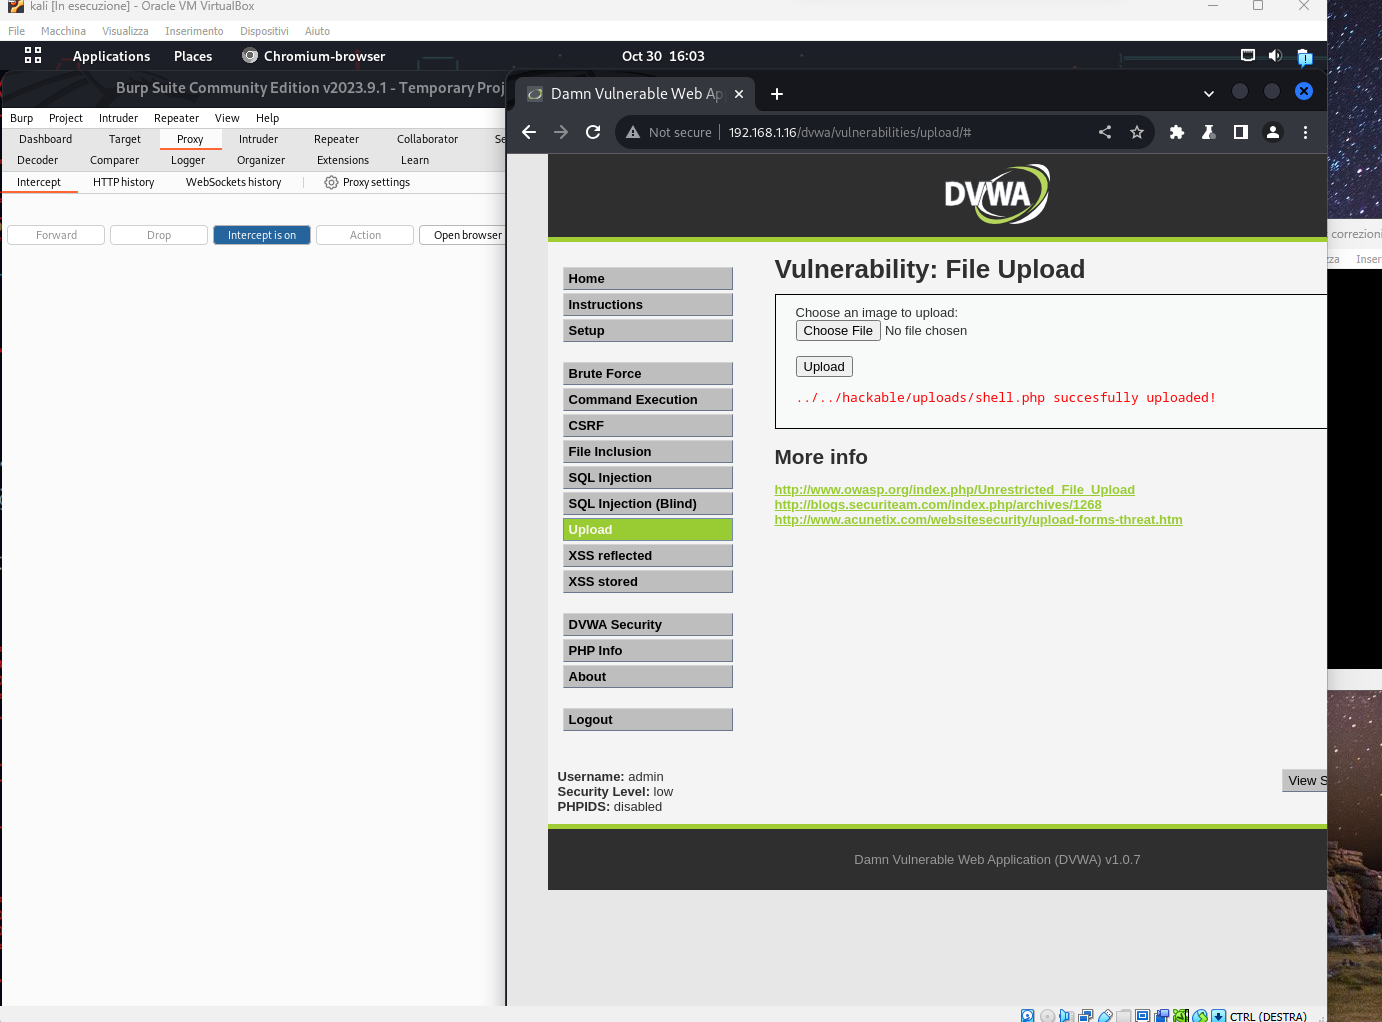 kali [In esecuzione] - Oracle VM VirtualBox
File Macchina Visualizza Inserimento Dispositivi Aiuto
Applications Places Chromium-browser Oct 30 16:03
Burp Suite Community Edition v2023.9.1 - Temporary Proj
Burp Project Intruder Repeater View Help
Dashboard Target Proxy Intruder Repeater Collaborator Se
Decoder Comparer Logger Organizer Extensions Learn
Intercept HTTP history WebSockets history Proxy settings
Forward Drop Intercept is on Action Open browser
Damn Vulnerable Web Ap
Not secure 192.168.1.16/dvwa/vulnerabilities/upload/#
DVWA
Home
Instructions
Setup
Brute Force
Command Execution
CSRF
File Inclusion
SQL Injection
SQL Injection (Blind)
Upload
XSS reflected
XSS stored
DVWA Security
PHP Info
About
Logout
Vulnerability: File Upload
Choose an image to upload:
Choose File No file chosen
Upload
../../hackable/uploads/shell.php succesfully uploaded!
More info
http://www.owasp.org/index.php/Unrestricted_File_Upload
http://blogs.securiteam.com/index.php/archives/1268
http://www.acunetix.com/websitesecurity/upload-forms-threat.htm
Username: admin
Security Level: low
PHPIDS: disabled
View S
Damn Vulnerable Web Application (DVWA) v1.0.7
correzioni
zza Inser
CTRL (DESTRA)